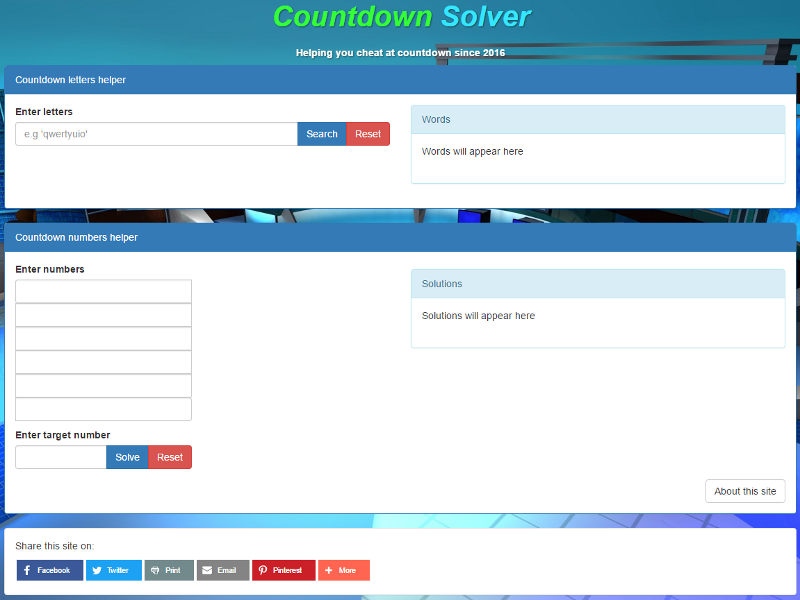 Countdown Solver
Helping you cheat at countdown since 2016
Countdown letters helper
Enter letters
e.g 'qwertyuio'
Search
Reset
Words
Words will appear here
Countdown numbers helper
Enter numbers
Solutions
Solutions will appear here
Enter target number
Solve
Reset
About this site
Share this site on:
Facebook
Twitter
Print
Email
Pinterest
More